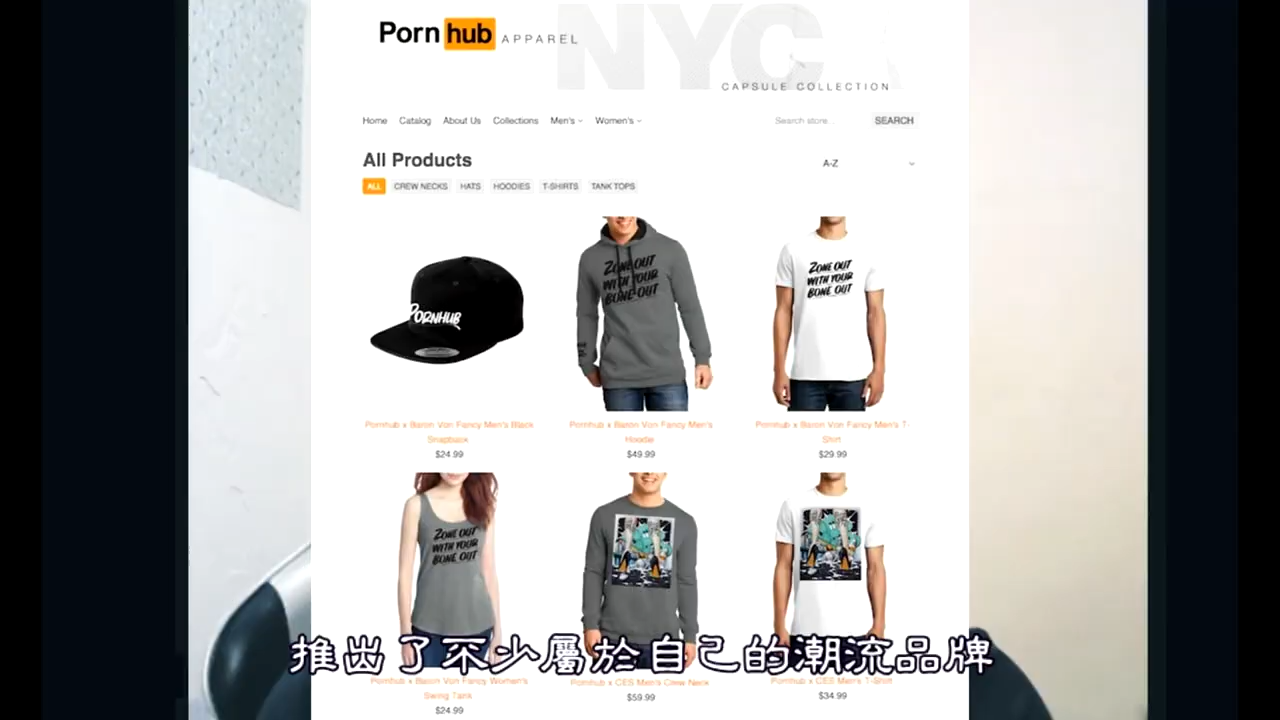 Pornhub APPAREL
NYC
CAPSULE COLLECTION
Home Catalog About Us Collections Men's Women's Search store... SEARCH
All Products A-Z
ALL CREW NECKS HATS HOODIES T-SHIRTS TANK TOPS
PORNHUB
ZONE OUT
WITH YOUR
BONE OUT
ZONE OUT
WITH YOUR
BONE OUT
Pornhub x Baron Von Fancy Men's Black
Snapback
$24.99
Pornhub x Baron Von Fancy Men's
Hoodie
$49.99
Pornhub x Baron Von Fancy Men's T-
Shirt
$29.99
ZONE OUT
WITH YOUR
BONE OUT
推出了不少屬於自己的潮流品牌
Pornhub x Baron Von Fancy Women's
Swing Tank
$24.99
Pornhub x CES Men's Crew Neck
$59.99
Pornhub x CES Men's T-Shirt
$34.99